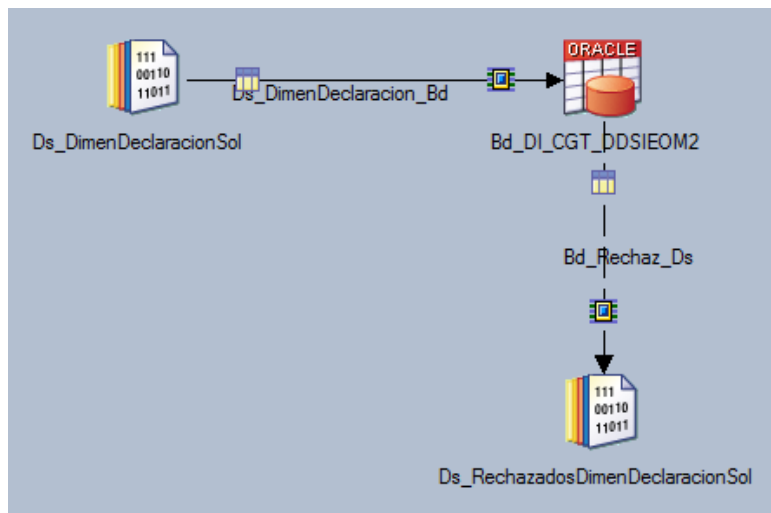 111
00110
11011
ORACLE
Ds_DimenDeclaracion_Bd
Ds_DimenDeclaracionSol
Bd_DI_CGT_DDSIEOM2
Bd_Rechaz_Ds
111
00110
11011
Ds_RechazadosDimenDeclaracionSol